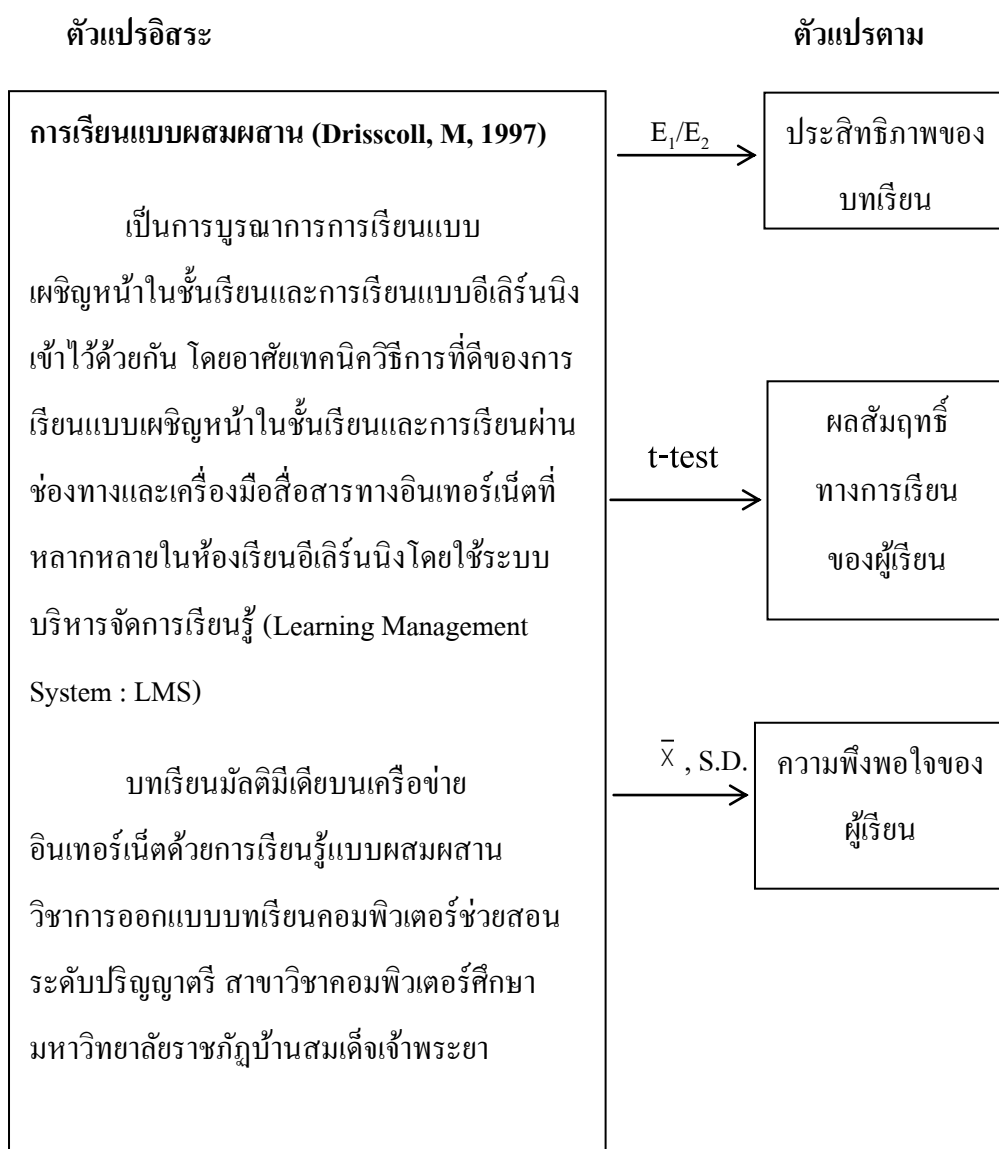 ตัวแปรอิสระ
ตัวแปรตาม
การเรียนแบบผสมผสาน (Drisscoll, M, 1997)
เป็นการบูรณาการการเรียนแบบ
เผชิญหน้าในชั้นเรียนและการเรียนแบบอีเลิร์นนิง
เข้าไว้ด้วยกัน โดยอาศัยเทคนิควิธีการที่ดีของการ
เรียนแบบเผชิญหน้าในชั้นเรียนและการเรียนผ่าน
ช่องทางและเครื่องมือสื่อสารทางอินเทอร์เน็ตที่
หลากหลายในห้องเรียนอีเลิร์นนิงโดยใช้ระบบ
บริหารจัดการเรียนรู้ (Learning Management
System : LMS)
บทเรียนมัลติมีเดียบนเครือข่าย
อินเทอร์เน็ตด้วยการเรียนรู้แบบผสมผสาน
วิชาการออกแบบบทเรียนคอมพิวเตอร์ช่วยสอน
ระดับปริญญาตรี สาขาวิชาคอมพิวเตอร์ศึกษา
มหาวิทยาลัยราชภัฏบ้านสมเด็จเจ้าพระยา
E₁/E₂
ประสิทธิภาพของ
บทเรียน
t-test
ผลสัมฤทธิ์
ทางการเรียน
ของผู้เรียน
x̄ , S.D.
ความพึงพอใจของ
ผู้เรียน